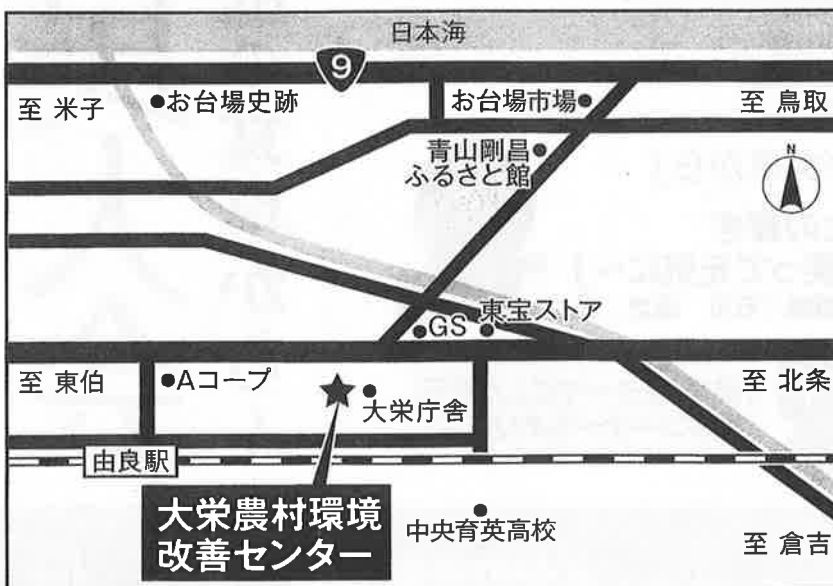 日本海
9
至 米子
お台場史跡
お台場市場
至 鳥取
青山剛昌
ふるさと館
N
東宝ストア
GS
至 東伯
Aコープ
大栄庁舎
至 北条
由良駅
大栄農村環境
改善センター
中央育英高校
至 倉吉